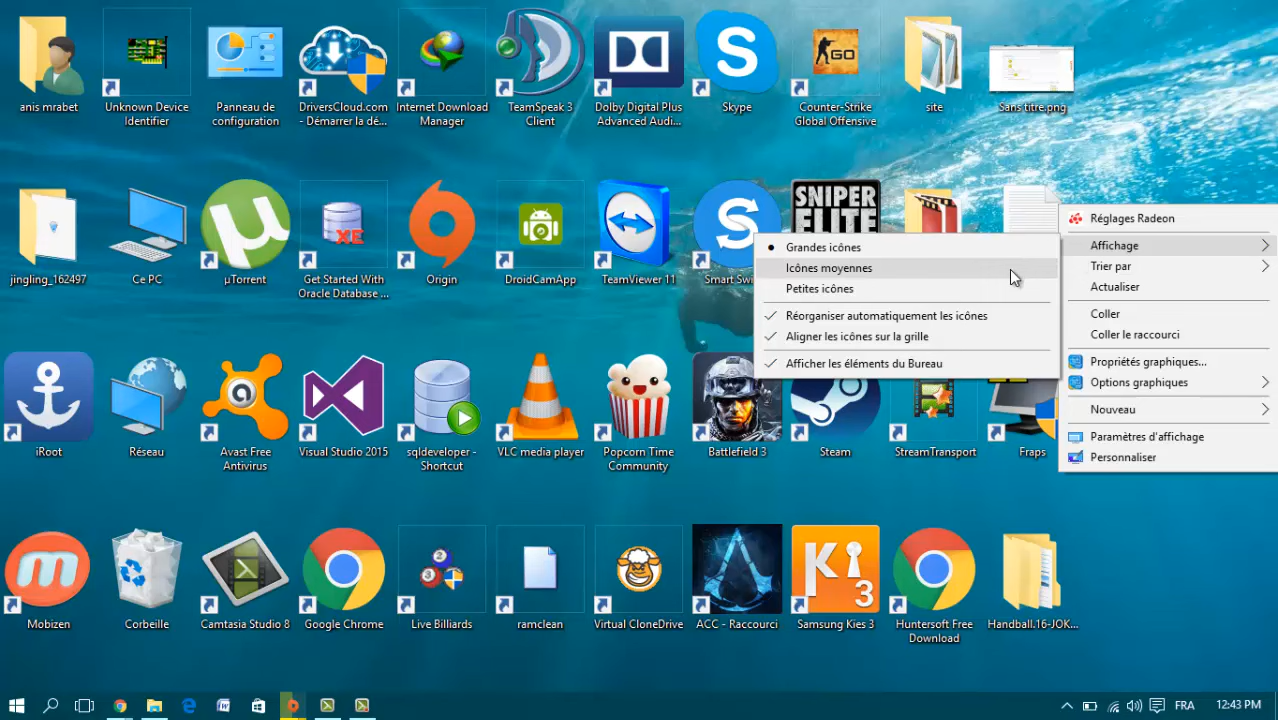 anis mrabet
Unknown Device
Identifier
Panneau de
configuration
DriversCloud.com
- Démarrer la dé...
Internet Download
Manager
TeamSpeak 3
Client
Dolby Digital Plus
Advanced Audi...
Skype
GO
Counter-Strike
Global Offensive
site
Sans titre.png
jingling_162497
Ce PC
µTorrent
XE
Get Started With
Oracle Database ...
Origin
DroidCamApp
TeamViewer 11
Smart Swi
SNIPER
ELITE
iRoot
Réseau
Avast Free
Antivirus
Visual Studio 2015
sqldeveloper -
Shortcut
VLC media player
Popcorn Time
Community
Battlefield 3
Steam
StreamTransport
Fraps
Mobizen
Corbeille
Camtasia Studio 8
Google Chrome
Live Billiards
ramclean
Virtual CloneDrive
ACC - Raccourci
Ki
3
Samsung Kies 3
Huntersoft Free
Download
Handball.16-JOK...
Grandes icônes
Icônes moyennes
Petites icônes
Réorganiser automatiquement les icônes
Aligner les icônes sur la grille
Afficher les éléments du Bureau
Réglages Radeon
Affichage
Trier par
Actualiser
Coller
Coller le raccourci
Propriétés graphiques...
Options graphiques
Nouveau
Paramètres d'affichage
Personnaliser
FRA
12:43 PM